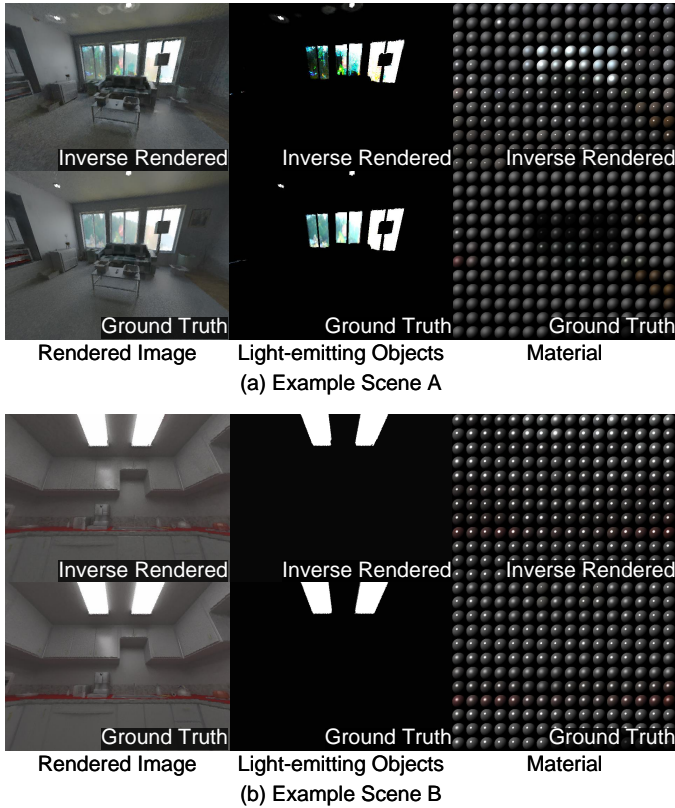 Inverse Rendered Inverse Rendered Inverse Rendered
Ground Truth Ground Truth Ground Truth
Rendered Image Light-emitting Objects Material
(a) Example Scene A
Inverse Rendered Inverse Rendered Inverse Rendered
Ground Truth Ground Truth Ground Truth
Rendered Image Light-emitting Objects Material
(b) Example Scene B